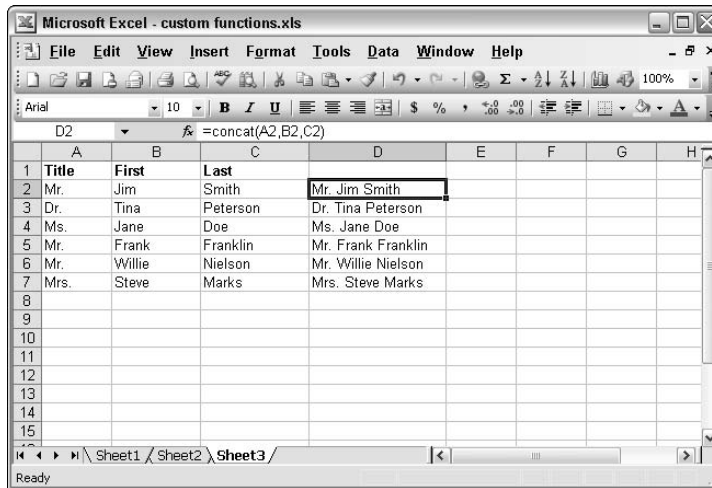 Microsoft Excel - custom functions.xls
File Edit View Insert Format Tools Data Window Help
100%
Arial 10 B I U $ % ,
D2 fx =concat(A2,B2,C2)
A B C D E F G H
1 Title First Last
2 Mr. Jim Smith Mr. Jim Smith
3 Dr. Tina Peterson Dr. Tina Peterson
4 Ms. Jane Doe Ms. Jane Doe
5 Mr. Frank Franklin Mr. Frank Franklin
6 Mr. Willie Nielson Mr. Willie Nielson
7 Mrs. Steve Marks Mrs. Steve Marks
8
9
10
11
12
13
14
15
Sheet1 Sheet2 Sheet3
Ready